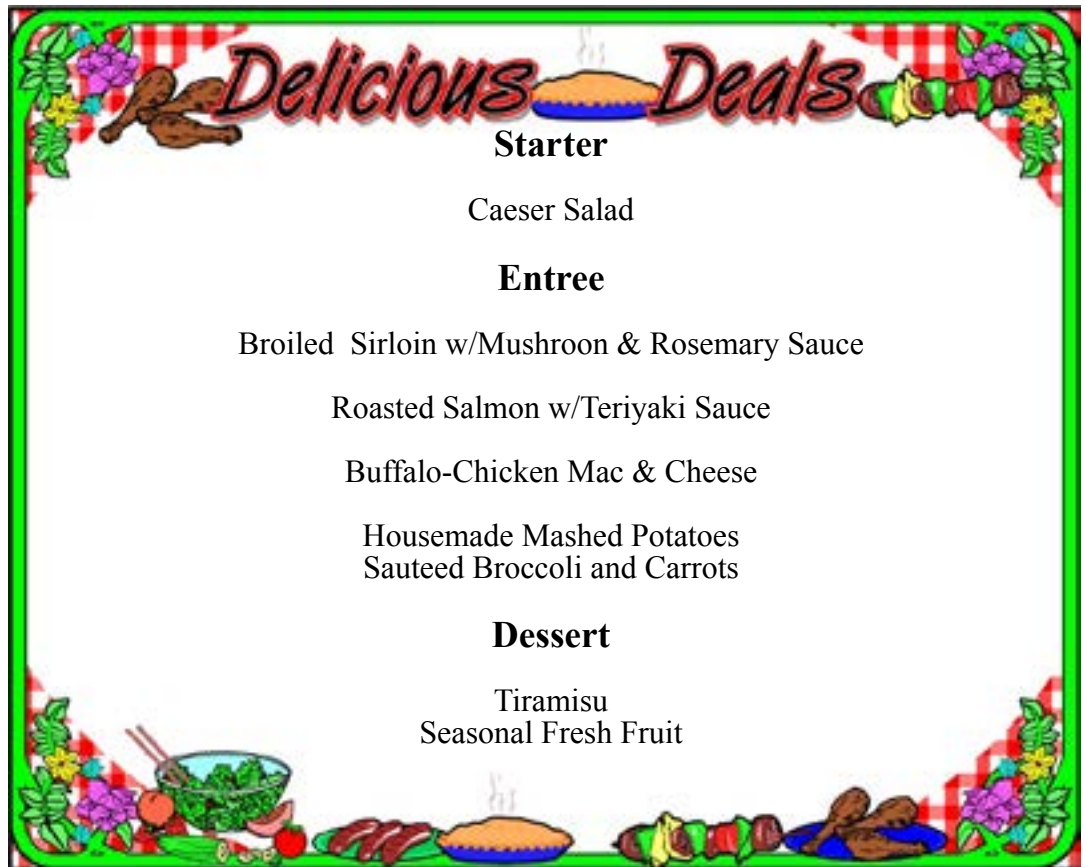 Delicious Deals
Starter
Caeser Salad
Entree
Broiled  Sirloin w/Mushroon & Rosemary Sauce
Roasted Salmon w/Teriyaki Sauce
Buffalo-Chicken Mac & Cheese
Housemade Mashed Potatoes
Sauteed Broccoli and Carrots
Dessert
Tiramisu
Seasonal Fresh Fruit